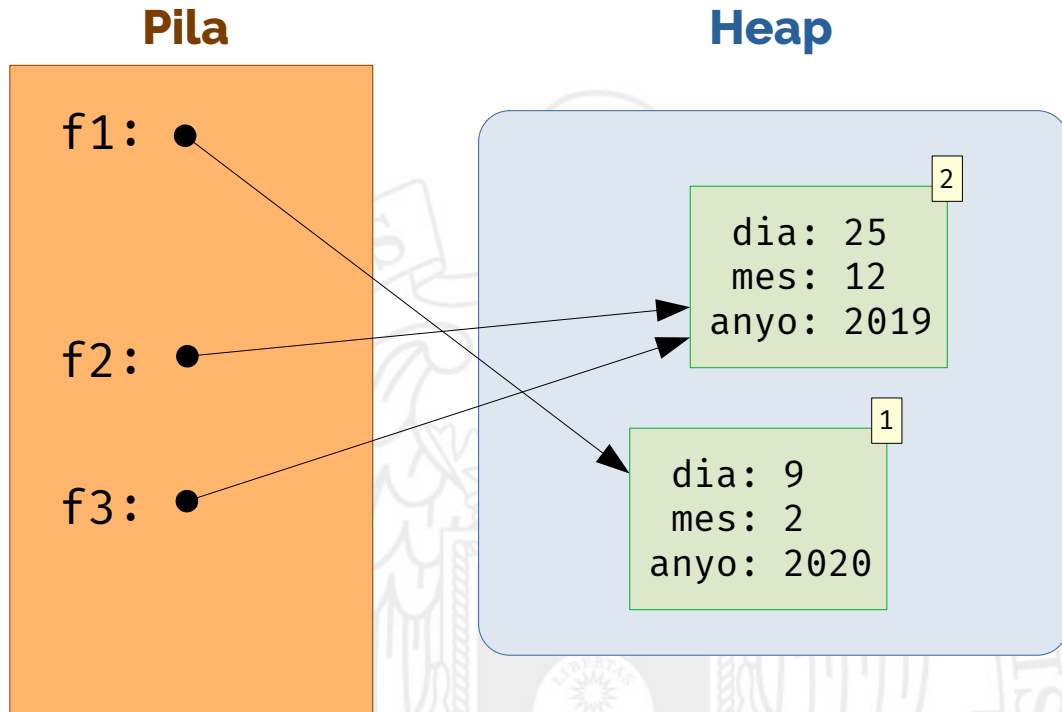 Pila
Heap
f1:
f2:
f3:
2
dia: 25
mes: 12
anyo: 2019
1
dia: 9
mes: 2
anyo: 2020
LIBERTAS